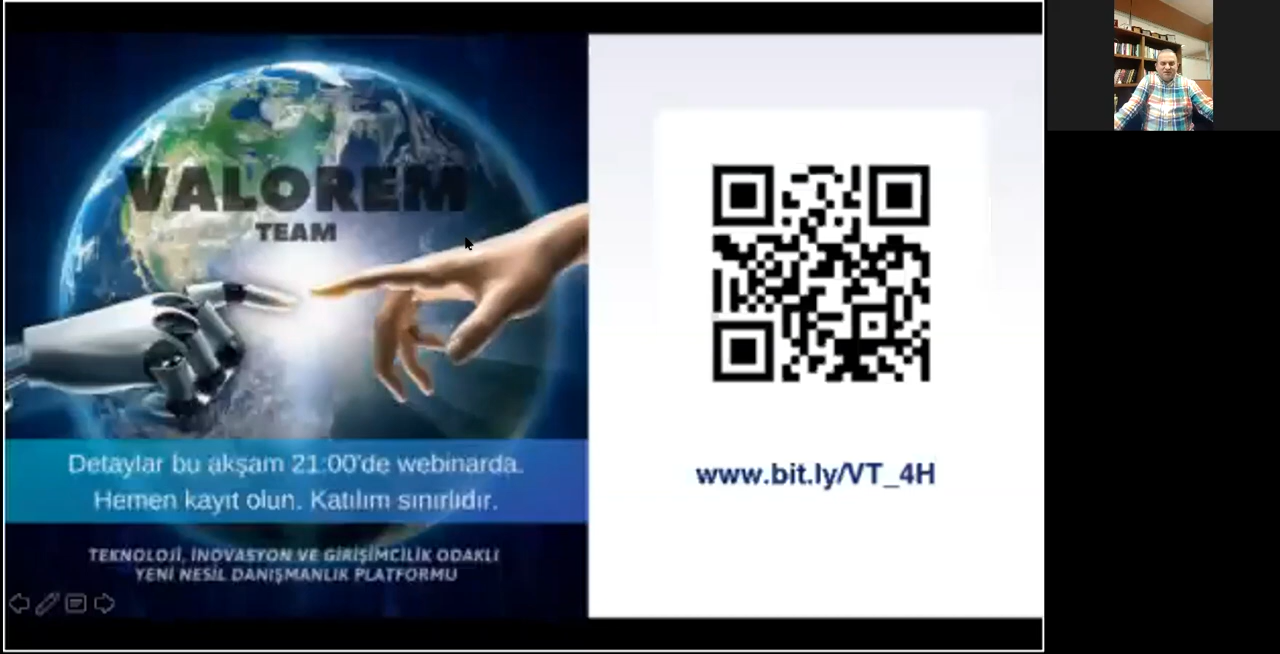 VALOREM
TEAM
Detaylar bu akşam 21:00'de webinarda.
Hemen kayıt olun. Katılım sınırlıdır.
TEKNOLOJİ, İNOVASYON VE GİRİŞİMCİLİK ODAKLI
YENİ NESİL DANIŞMANLIK PLATFORMU
www.bit.ly/VT_4H